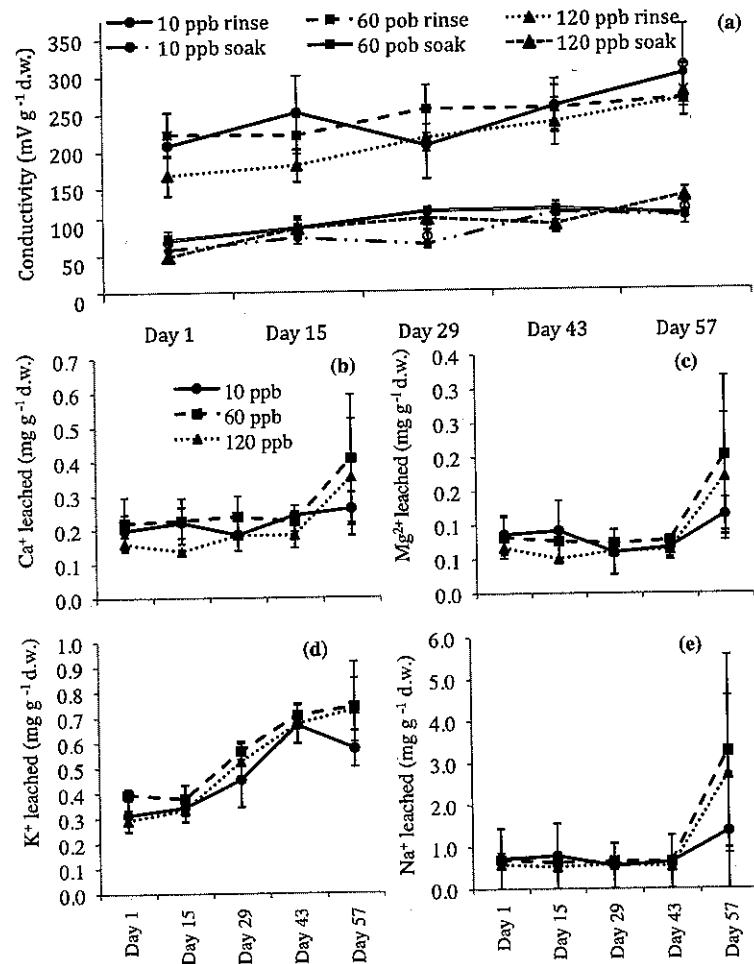 10 ppb rinse 60 pob rinse 120 ppb rinse (a)
10 ppb soak 60 pob soak 120 ppb soak
Conductivity (mV g⁻¹ d.w.)
350
300
250
200
150
100
50
0
Day 1 Day 15 Day 29 Day 43 Day 57
(b)
10 ppb
60 ppb
120 ppb
Ca⁺ leached (mg g⁻¹ d.w.)
0.7
0.6
0.5
0.4
0.3
0.2
0.1
0.0
(c)
Mg²⁺ leached (mg g⁻¹ d.w.)
0.4
0.3
0.3
0.2
0.2
0.1
0.1
0.0
(d)
K⁺ leached (mg g⁻¹ d.w.)
1.0
0.9
0.8
0.7
0.6
0.5
0.4
0.3
0.2
0.1
0.0
Day 1 Day 15 Day 29 Day 43 Day 57
(e)
Na⁺ leached (mg g⁻¹ d.w.)
6.0
5.0
4.0
3.0
2.0
1.0
0.0
Day 1 Day 15 Day 29 Day 43 Day 57